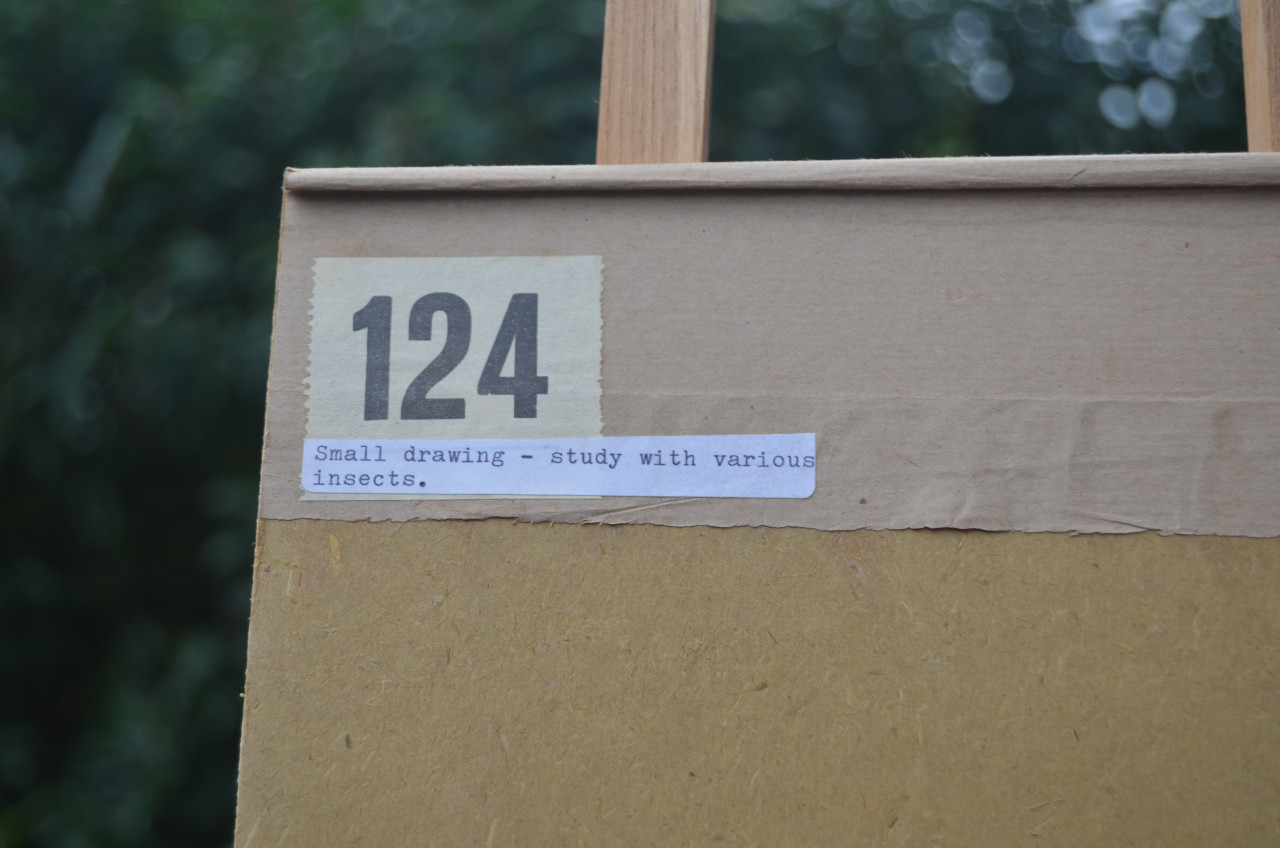 124
Small drawing - study with various
insects.